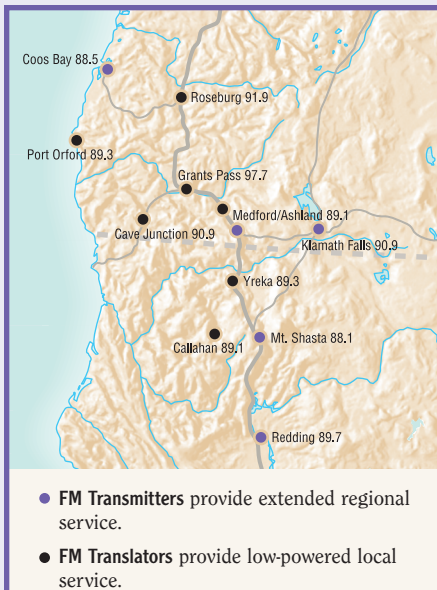 Coos Bay 88.5
Roseburg 91.9
Port Orford 89.3
Grants Pass 97.7
Medford/Ashland 89.1
Cave Junction 90.9
Klamath Falls 90.9
Yreka 89.3
Callahan 89.1
Mt. Shasta 88.1
Redding 89.7
FM Transmitters provide extended regional
service.
FM Translators provide low-powered local
service.